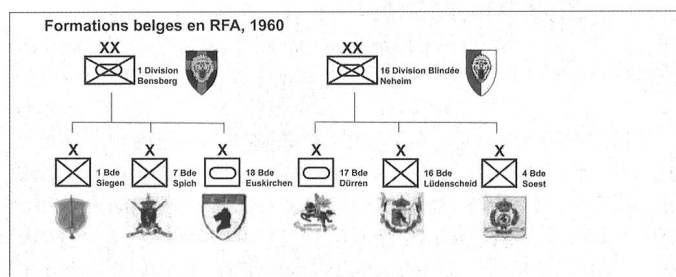 Formations belges en RFA, 1960
XX
1 Division
Bensberg
XX
16 Division Blindée
Neheim
X
1 Bde
Siegen
X
7 Bde
Spich
X
18 Bde
Euskirchen
X
17 Bde
Dürren
X
16 Bde
Lüdenscheid
X
4 Bde
Soest